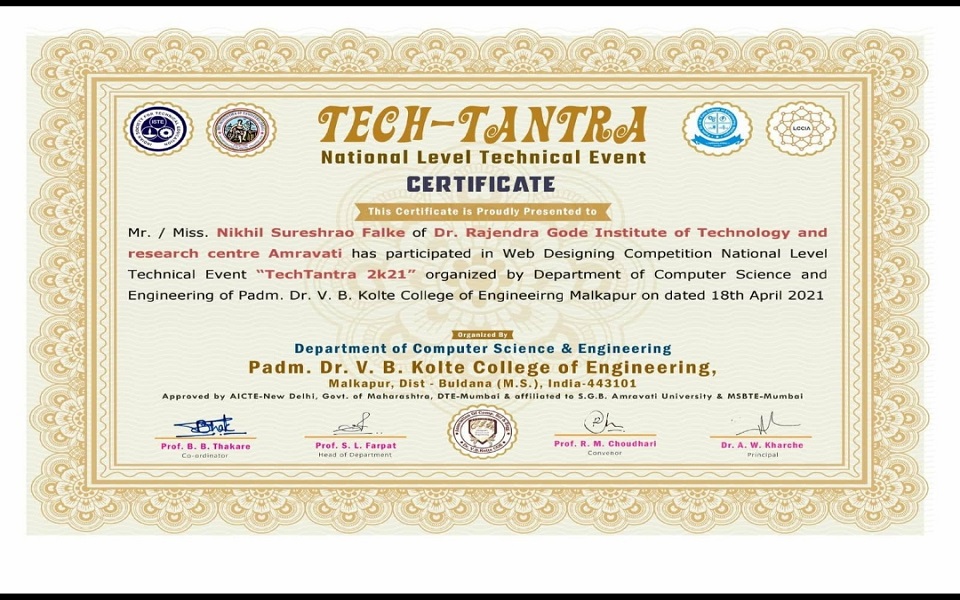 ISTE
LCCIA
TECH-TANTRA
National Level Technical Event
CERTIFICATE
This Certificate is Proudly Presented to
Mr. / Miss. Nikhil Sureshrao Falke of Dr. Rajendra Gode Institute of Technology and
research centre Amravati has participated in Web Designing Competition National Level
Technical Event “TechTantra 2k21” organized by Department of Computer Science and
Engineering of Padm. Dr. V. B. Kolte College of Engineeirng Malkapur on dated 18th April 2021
Organized By
Department of Computer Science & Engineering
Padm. Dr. V. B. Kolte College of Engineering,
Malkapur, Dist - Buldana (M.S.), India-443101
Approved by AICTE-New Delhi, Govt. of Maharashtra, DTE-Mumbai & affiliated to S.G.B. Amravati University & MSBTE-Mumbai
Prof. B. B. Thakare
Co-ordinator
Prof. S. L. Farpat
Head of Department
Prof. R. M. Choudhari
Convenor
Dr. A. W. Kharche
Principal